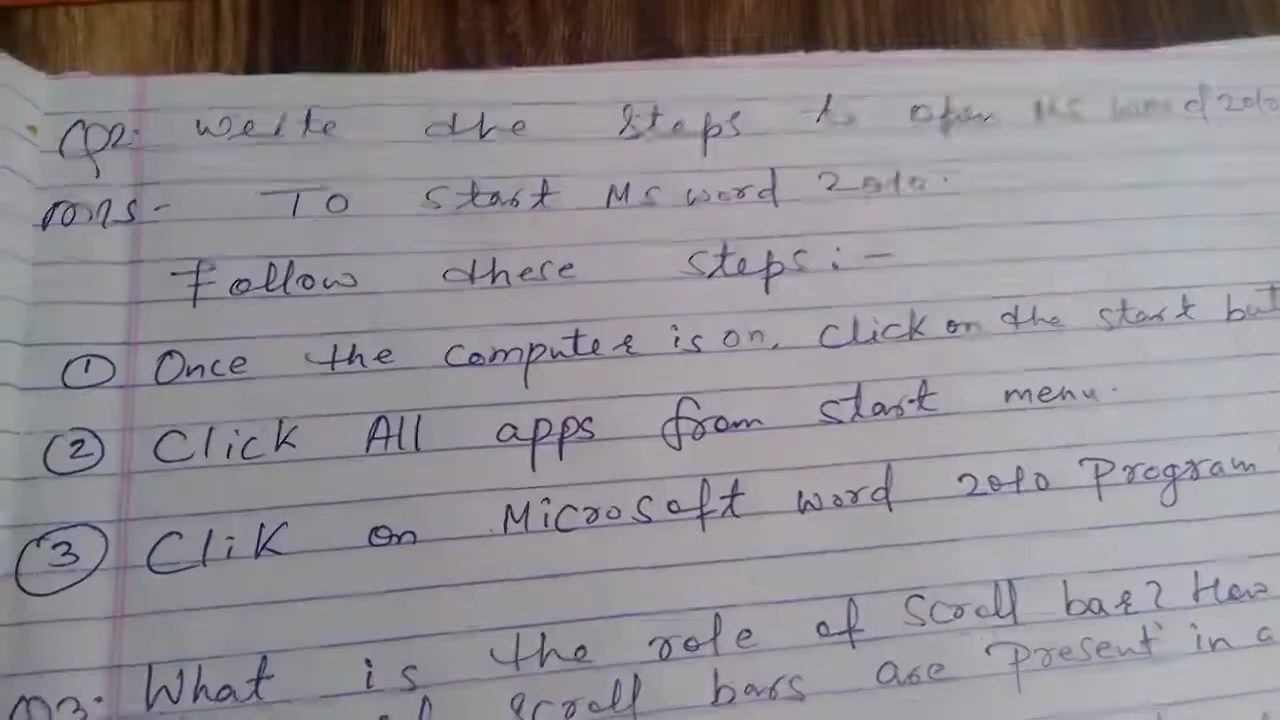 Q2. Write the steps to open MS word 2010
Ans- To start MS word 2010.
Follow these steps:-
① Once the computer is on, click on the start but
② Click All apps from start menu.
③ Clik on Microsoft word 2010 Program
Q3. What is the role of Scroll bar? How
scroll bars are present in a